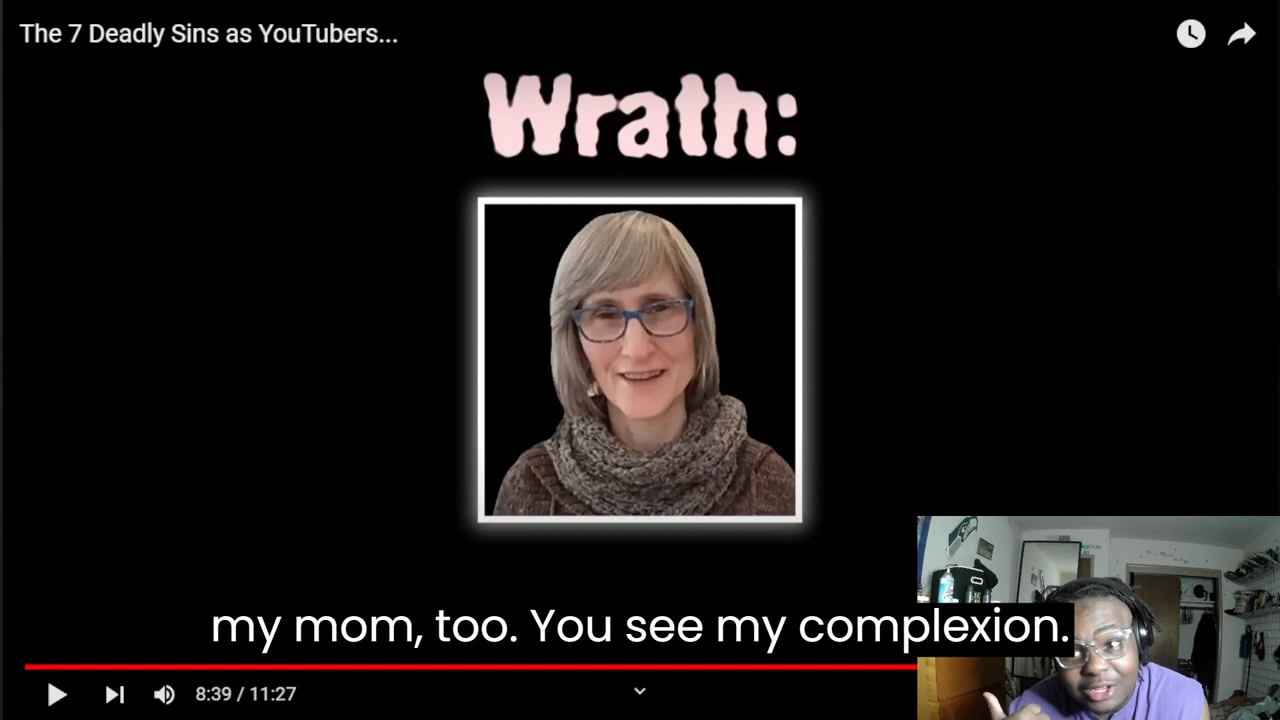 The 7 Deadly Sins as YouTubers...
Wrath:
my mom, too. You see my complexion.
8:39 / 11:27